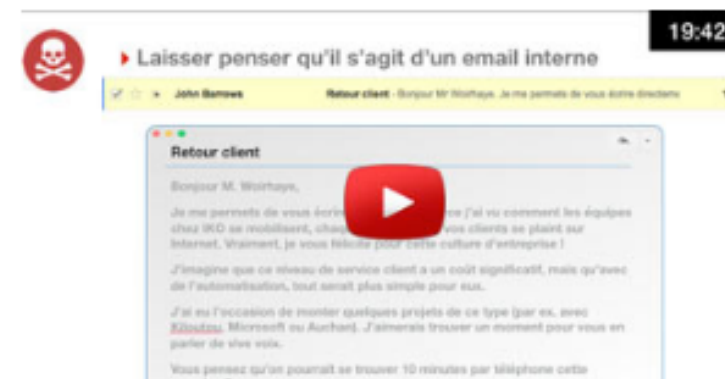 19:42
Laisser penser qu'il s'agit d'un email interne
John Barrows Retour client - Bonjour Mr Woirhaye, Je me permets de vous écrire directeme
Retour client
Bonjour M. Woirhaye,
Je me permets de vous écrire ce j'ai vu comment les équipes
chez IKO se mobilisent, chaq vos clients se plaint sur
Internet. Vraiment, je vous félicite pour cette culture d'entreprise !
J'imagine que ce niveau de service client a un coût significatif, mais qu'avec
de l'automatisation, tout serait plus simple pour eux.
J'ai eu l'occasion de monter quelques projets de ce type (par ex. avec
Kiloutou, Microsoft ou Auchan). J'aimerais trouver un moment pour vous en
parler de vive voix.
Vous pensez qu'on pourrait se trouver 10 minutes par téléphone cette